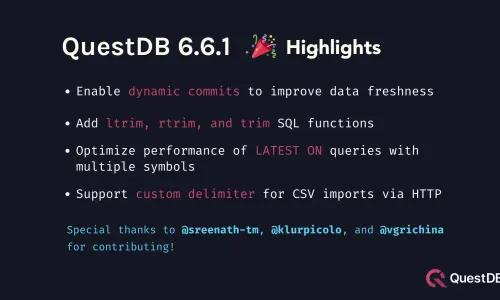 QuestDB 6.6.1 🎉 Highlights
• Enable dynamic commits to improve data freshness
• Add ltrim, rtrim, and trim SQL functions
• Optimize performance of LATEST ON queries with
multiple symbols
• Support custom delimiter for CSV imports via HTTP
Special thanks to @sreenath-tm, @klurpicolo, and @vgrichina
for contributing!
QuestDB